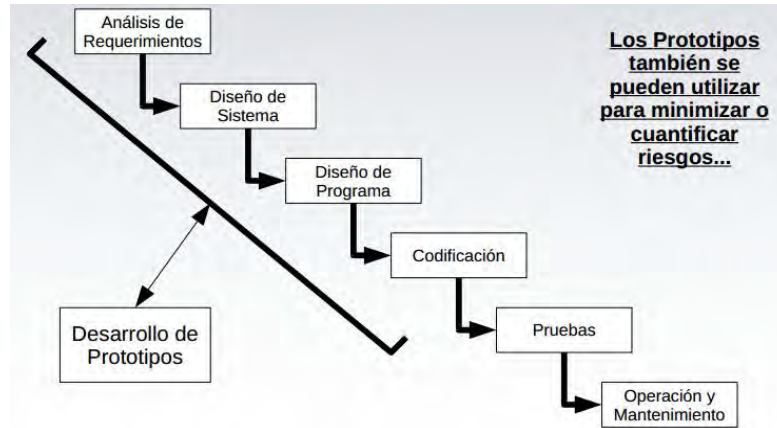 Análisis de
Requerimientos
Los Prototipos
también se
pueden utilizar
para minimizar o
cuantificar
riesgos...
Diseño de
Sistema
Diseño de
Programa
Codificación
Desarrollo de
Prototipos
Pruebas
Operación y
Mantenimiento